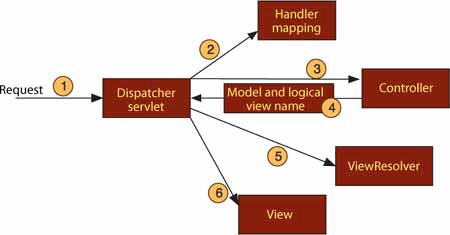 Handler
mapping
2
3
1
Request
Dispatcher
servlet
Model and logical
view name
4
Controller
5
ViewResolver
6
View